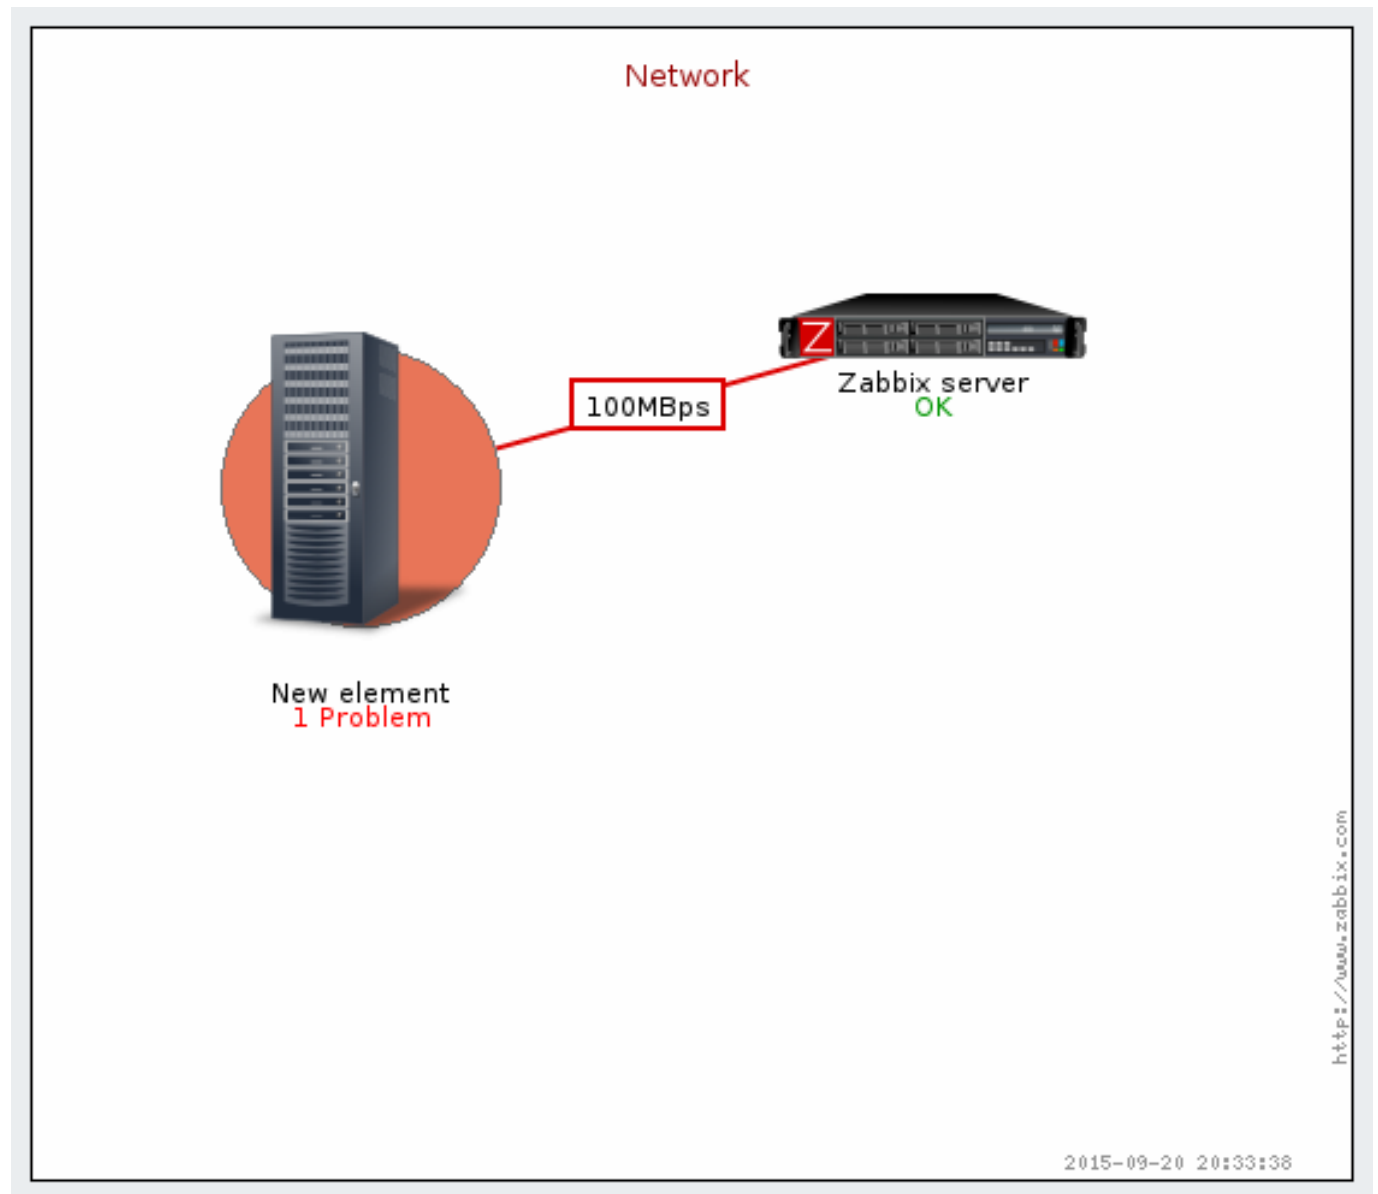 Network
Z
Zabbix server
OK
100MBps
New element
1 Problem
http://www.zabbix.com
2015-09-20 20:33:38